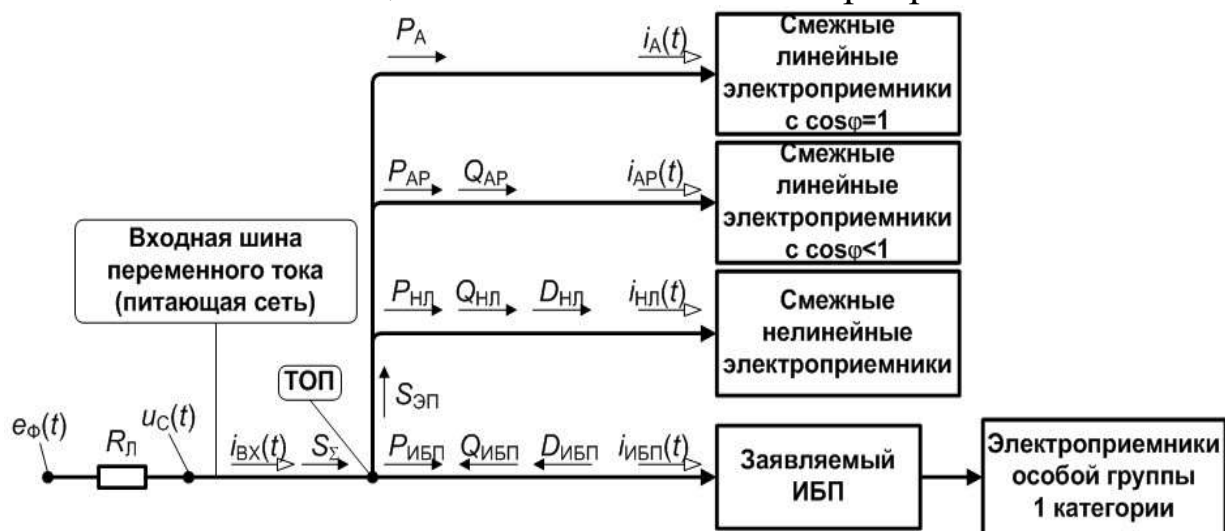 P_А
i_А(t)
Смежные
линейные
электроприемники
с cosφ=1
P_АР Q_АР
i_АР(t)
Смежные
линейные
электроприемники
с cosφ<1
Входная шина
переменного тока
(питающая сеть)
P_НЛ Q_НЛ D_НЛ
i_НЛ(t)
Смежные
нелинейные
электроприемники
ТОП
S_ЭП
e_Ф(t)
R_Л
u_С(t)
i_ВХ(t)
S_Σ
P_ИБП Q_ИБП D_ИБП
i_ИБП(t)
Заявляемый
ИБП
Электроприемники
особой группы
1 категории